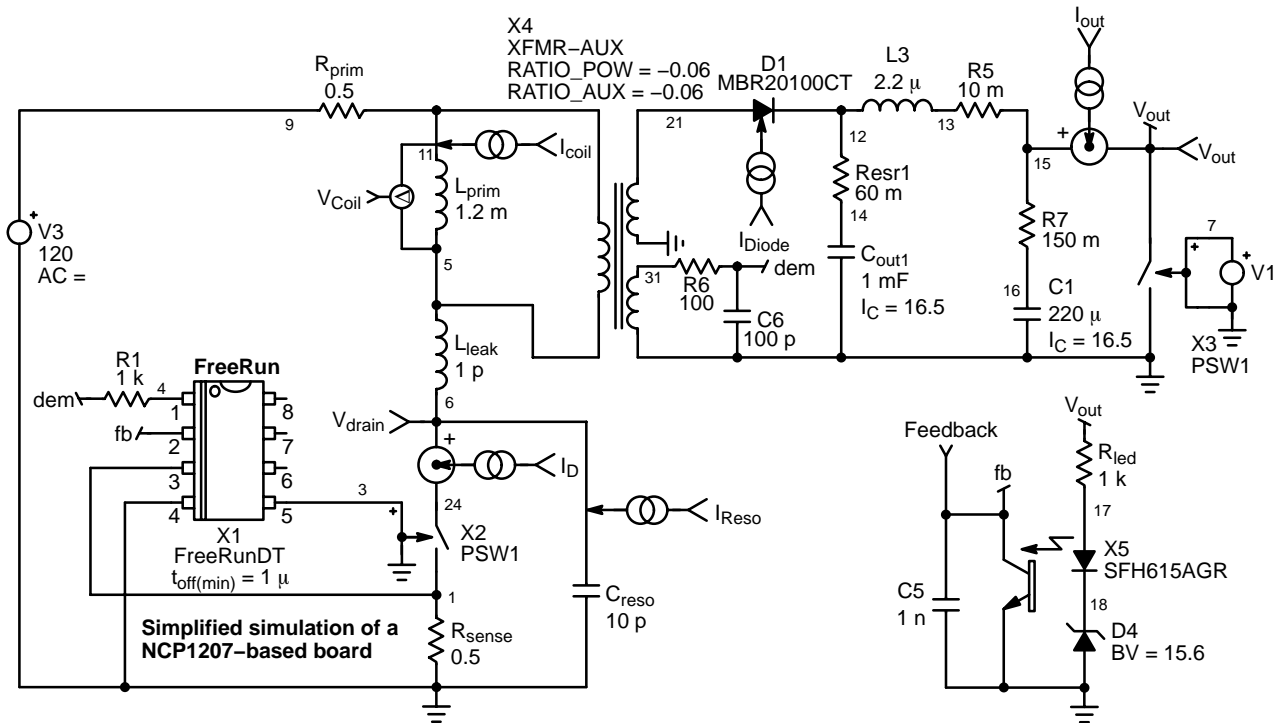 X4
XFMR–AUX
RATIO_POW = –0.06
RATIO_AUX = –0.06
Iout
D1
MBR20100CT
L3
2.2 μ
R5
10 m
Rprim
0.5
9
11
Icoil
VCoil
Lprim
1.2 m
5
21
12
13
15
+
Vout
Vout
Resr1
60 m
14
IDiode
Cout1
1 mF
IC = 16.5
R7
150 m
16
C1
220 μ
IC = 16.5
7
+
+
V1
X3
PSW1
+
V3
120
AC =
31
R6
100
dem
C6
100 p
Lleak
1 p
6
R1
1 k
dem
4
FreeRun
1
2
3
4
8
7
6
5
fb
X1
FreeRunDT
toff(min) = 1 μ
3
+
Vdrain
+
ID
24
X2
PSW1
IReso
1
Creso
10 p
Rsense
0.5
Simplified simulation of a
NCP1207–based board
Feedback
fb
C5
1 n
Vout
Rled
1 k
17
X5
SFH615AGR
18
D4
BV = 15.6